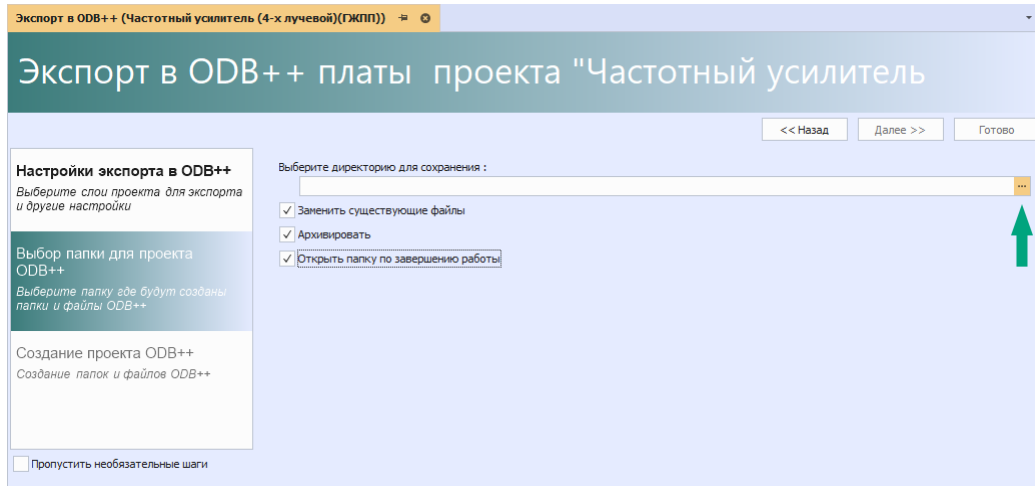 Экспорт в ODB++ (Частотный усилитель (4-х лучевой)(ГЖПП))
Экспорт в ODB++ платы проекта "Частотный усилитель
<< Назад
Далее >>
Готово
Настройки экспорта в ODB++
Выберите слои проекта для экспорта
и другие настройки
Выбор папки для проекта
ODB++
Выберите папку где будут созданы
папки и файлы ODB++
Создание проекта ODB++
Создание папок и файлов ODB++
Пропустить необязательные шаги
Выберите директорию для сохранения :
...
Заменить существующие файлы
Архивировать
Открыть папку по завершению работы